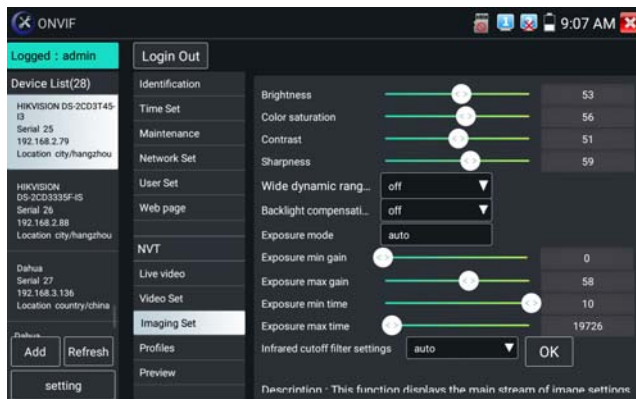 ONVIF
9:07 AM
Logged : admin
Login Out
Device List(28)
HIKVISION DS-2CD3T45-
I3
Serial 25
192.168.2.79
Location city/hangzhou
HIKVISION
DS-2CD3335F-IS
Serial 26
192.168.2.88
Location city/hangzhou
Dahua
Serial 27
192.168.3.136
Location country/china
Dahua
Add
Refresh
setting
Identification
Time Set
Maintenance
Network Set
User Set
Web page
NVT
Live video
Video Set
Imaging Set
Profiles
Preview
Brightness 53
Color saturation 56
Contrast 51
Sharpness 59
Wide dynamic rang... off
Backlight compensati... off
Exposure mode auto
Exposure min gain 0
Exposure max gain 58
Exposure min time 10
Exposure max time 19726
Infrared cutoff filter settings auto OK
Description : This function displays the main stream of image settings